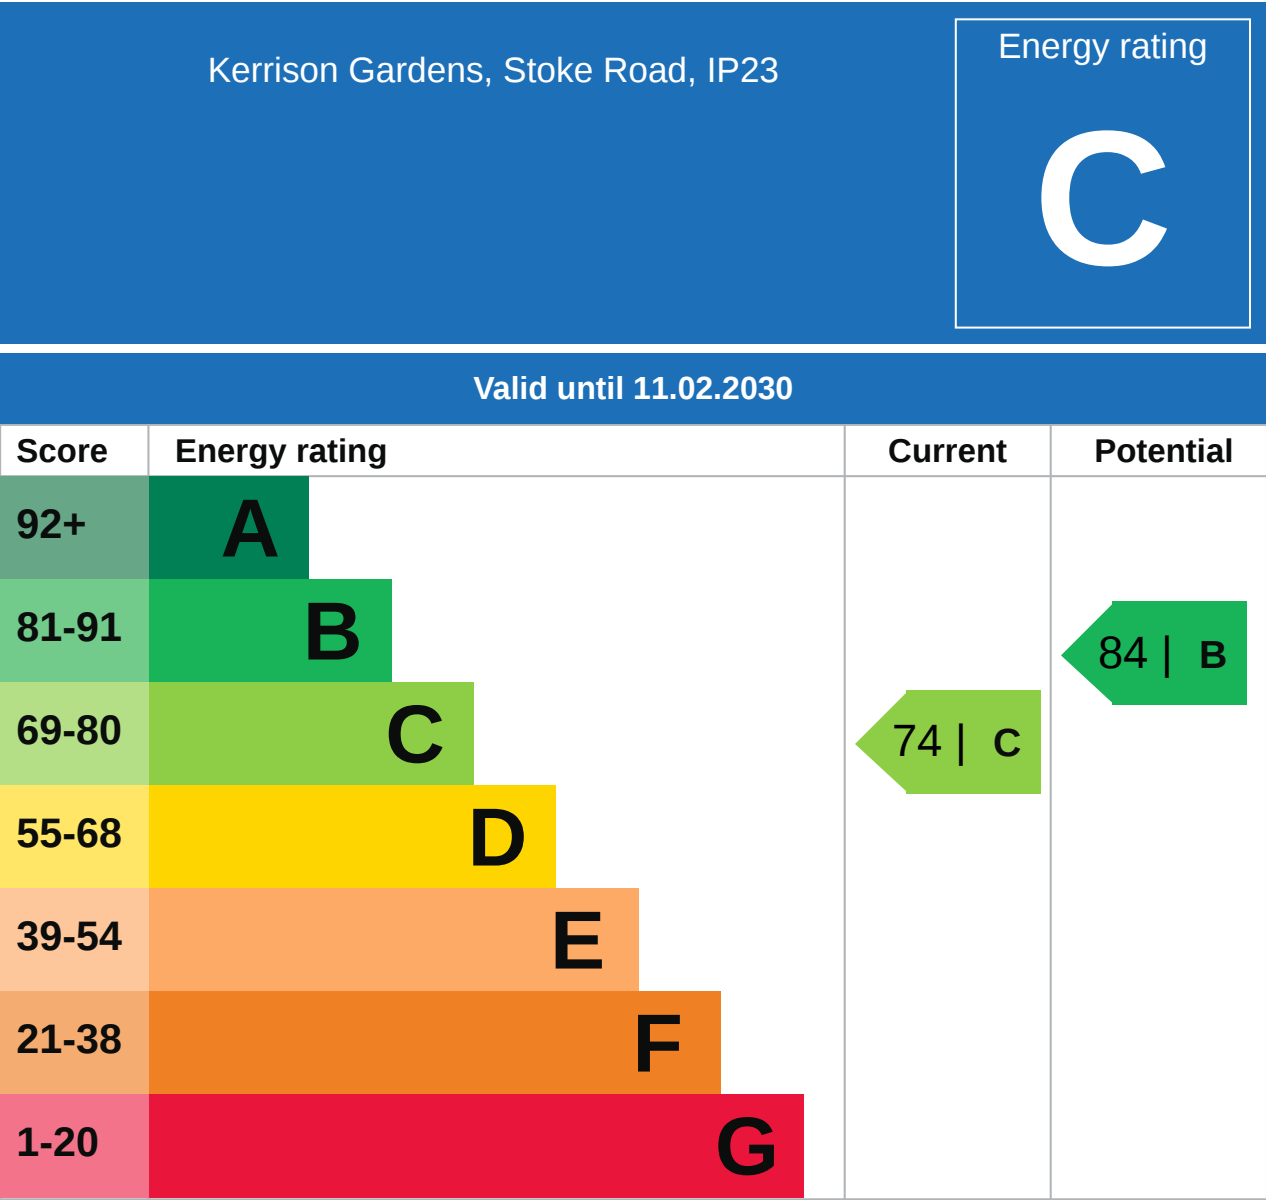 Kerrison Gardens, Stoke Road, IP23
Energy rating
C
Valid until 11.02.2030
Score Energy rating Current Potential
92+ A
81-91 B
84 | B
69-80 C
74 | C
55-68 D
39-54 E
21-38 F
1-20 G